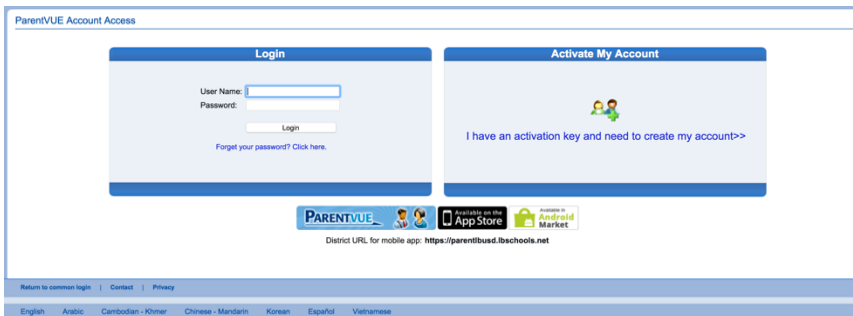 ParentVUE Account Access
Login
User Name:
Password:
Login
Forget your password? Click here.
Activate My Account
I have an activation key and need to create my account>>
PARENTVUE
Available on the
App Store
Available in
Android
Market
District URL for mobile app: https://parentlbusd.lbschools.net
Return to common login | Contact | Privacy
English Arabic Cambodian - Khmer Chinese - Mandarin Korean Español Vietnamese